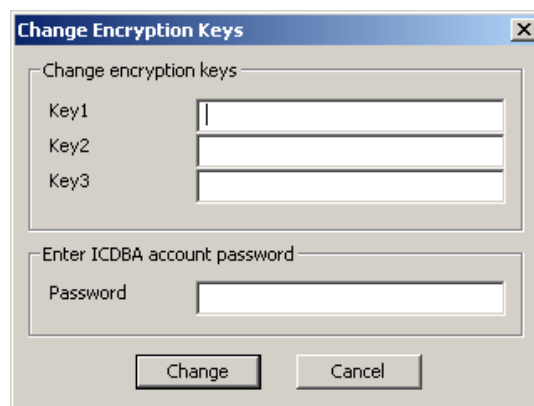 Change Encryption Keys
Change encryption keys
Key1
Key2
Key3
Enter ICDBA account password
Password
Change Cancel